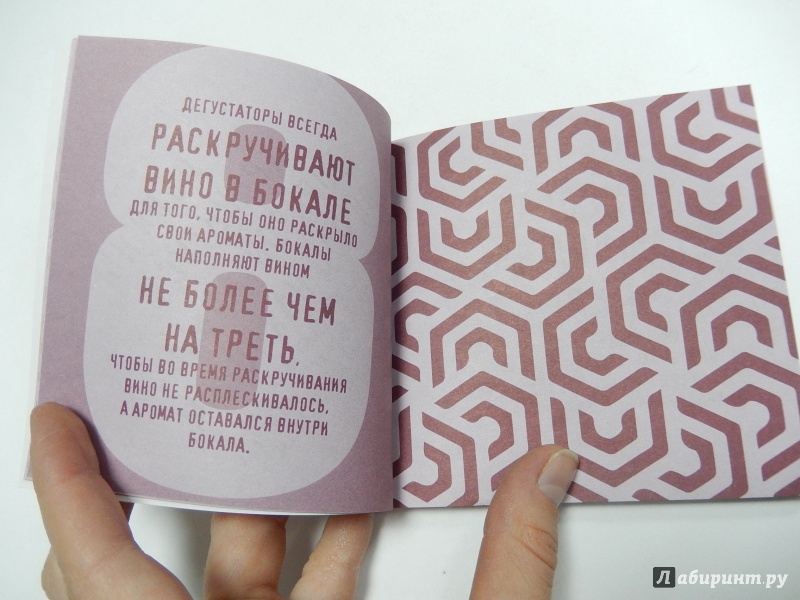 ДЕГУСТАТОРЫ ВСЕГДА
РАСКРУЧИВАЮТ
ВИНО В БОКАЛЕ
ДЛЯ ТОГО, ЧТОБЫ ОНО РАСКРЫЛО
СВОИ АРОМАТЫ. БОКАЛЫ
НАПОЛНЯЮТ ВИНОМ
НЕ БОЛЕЕ ЧЕМ
НА ТРЕТЬ,
ЧТОБЫ ВО ВРЕМЯ РАСКРУЧИВАНИЯ
ВИНО НЕ РАСПЛЕСКИВАЛОСЬ,
А АРОМАТ ОСТАВАЛСЯ ВНУТРИ
БОКАЛА.
8
Лабиринт.ру